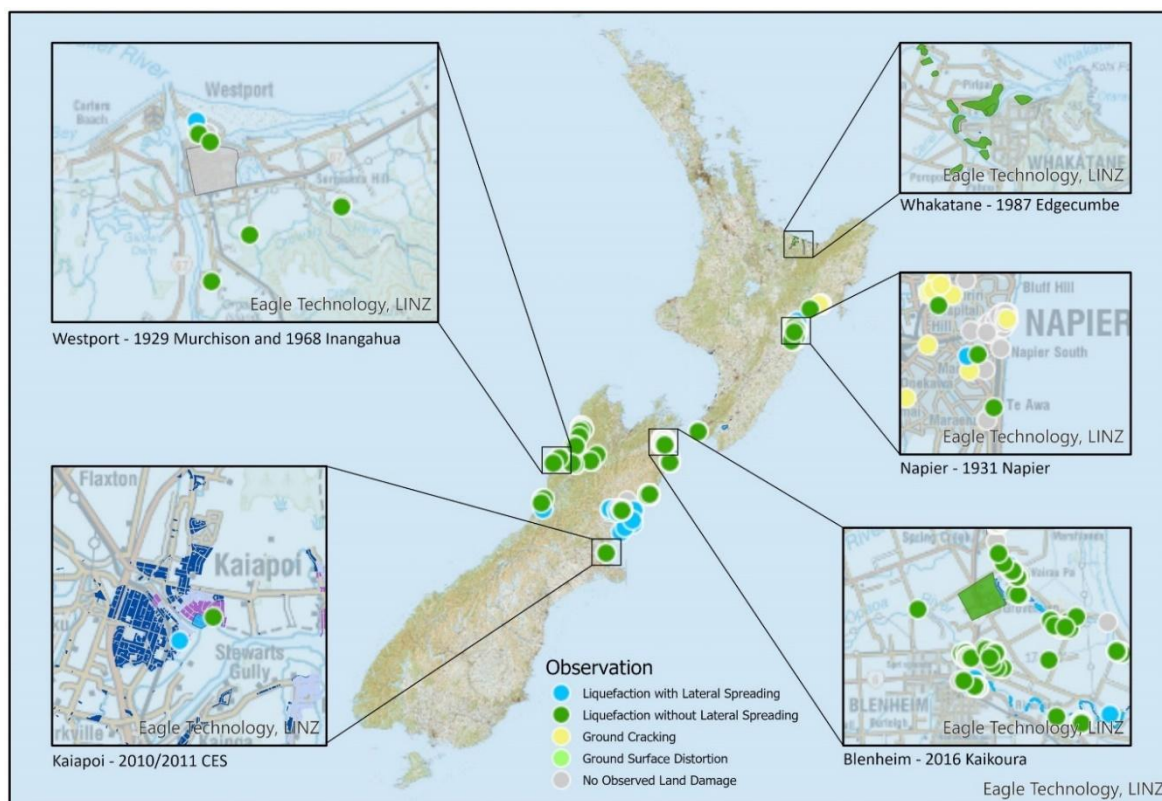 Westport
Carters
Beach
Eagle Technology, LINZ
Westport - 1929 Murchison and 1968 Inangahua
WHAKATANE
Eagle Technology, LINZ
Whakatane - 1987 Edgecumbe
Bluff Hill
Hill
NAPIER
Napier South
Te Awa
Eagle Technology, LINZ
Napier - 1931 Napier
Flaxton
Kaiapoi
Stewarts
Gully
Eagle Technology, LINZ
Kaiapoi - 2010/2011 CES
Observation
Liquefaction with Lateral Spreading
Liquefaction without Lateral Spreading
Ground Cracking
Ground Surface Distortion
No Observed Land Damage
Spring Creek
River
BLENHEIM
Eagle Technology, LINZ
Blenheim - 2016 Kaikoura
Eagle Technology, LINZ